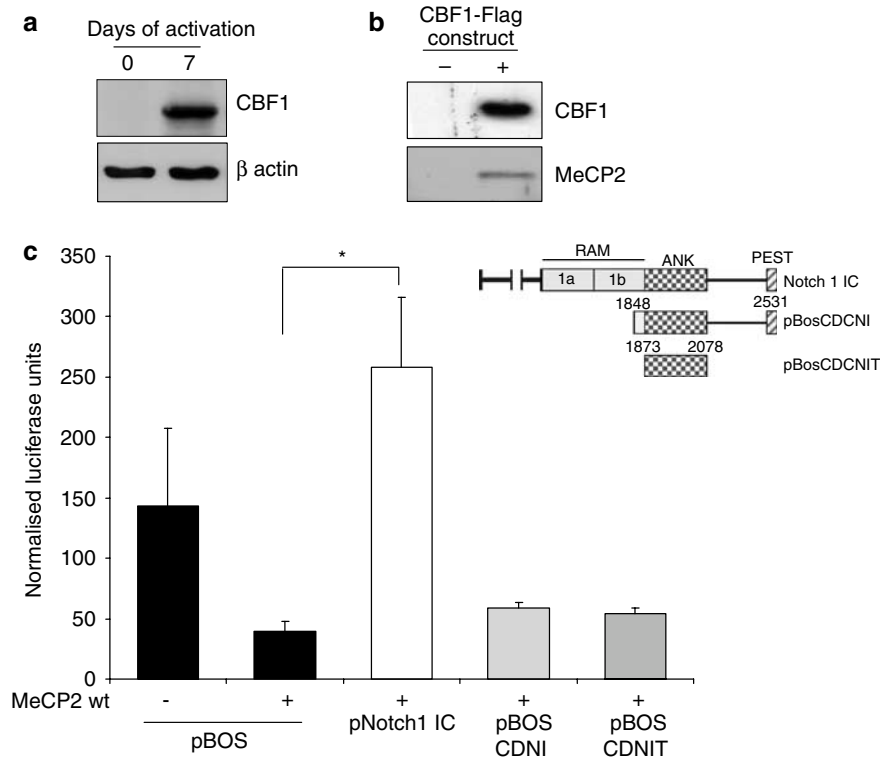 a
Days of activation
0 7
CBF1
β actin
b
CBF1-Flag
construct
– +
CBF1
MeCP2
c
Normalised luciferase units
350
300
250
200
150
100
50
0
*
RAM
ANK
PEST
1a 1b
Notch 1 IC
1848 2531
pBosCDCNI
1873 2078
pBosCDCNIT
MeCP2 wt - + + + +
pBOS
pNotch1 IC
pBOS
CDNI
pBOS
CDNIT